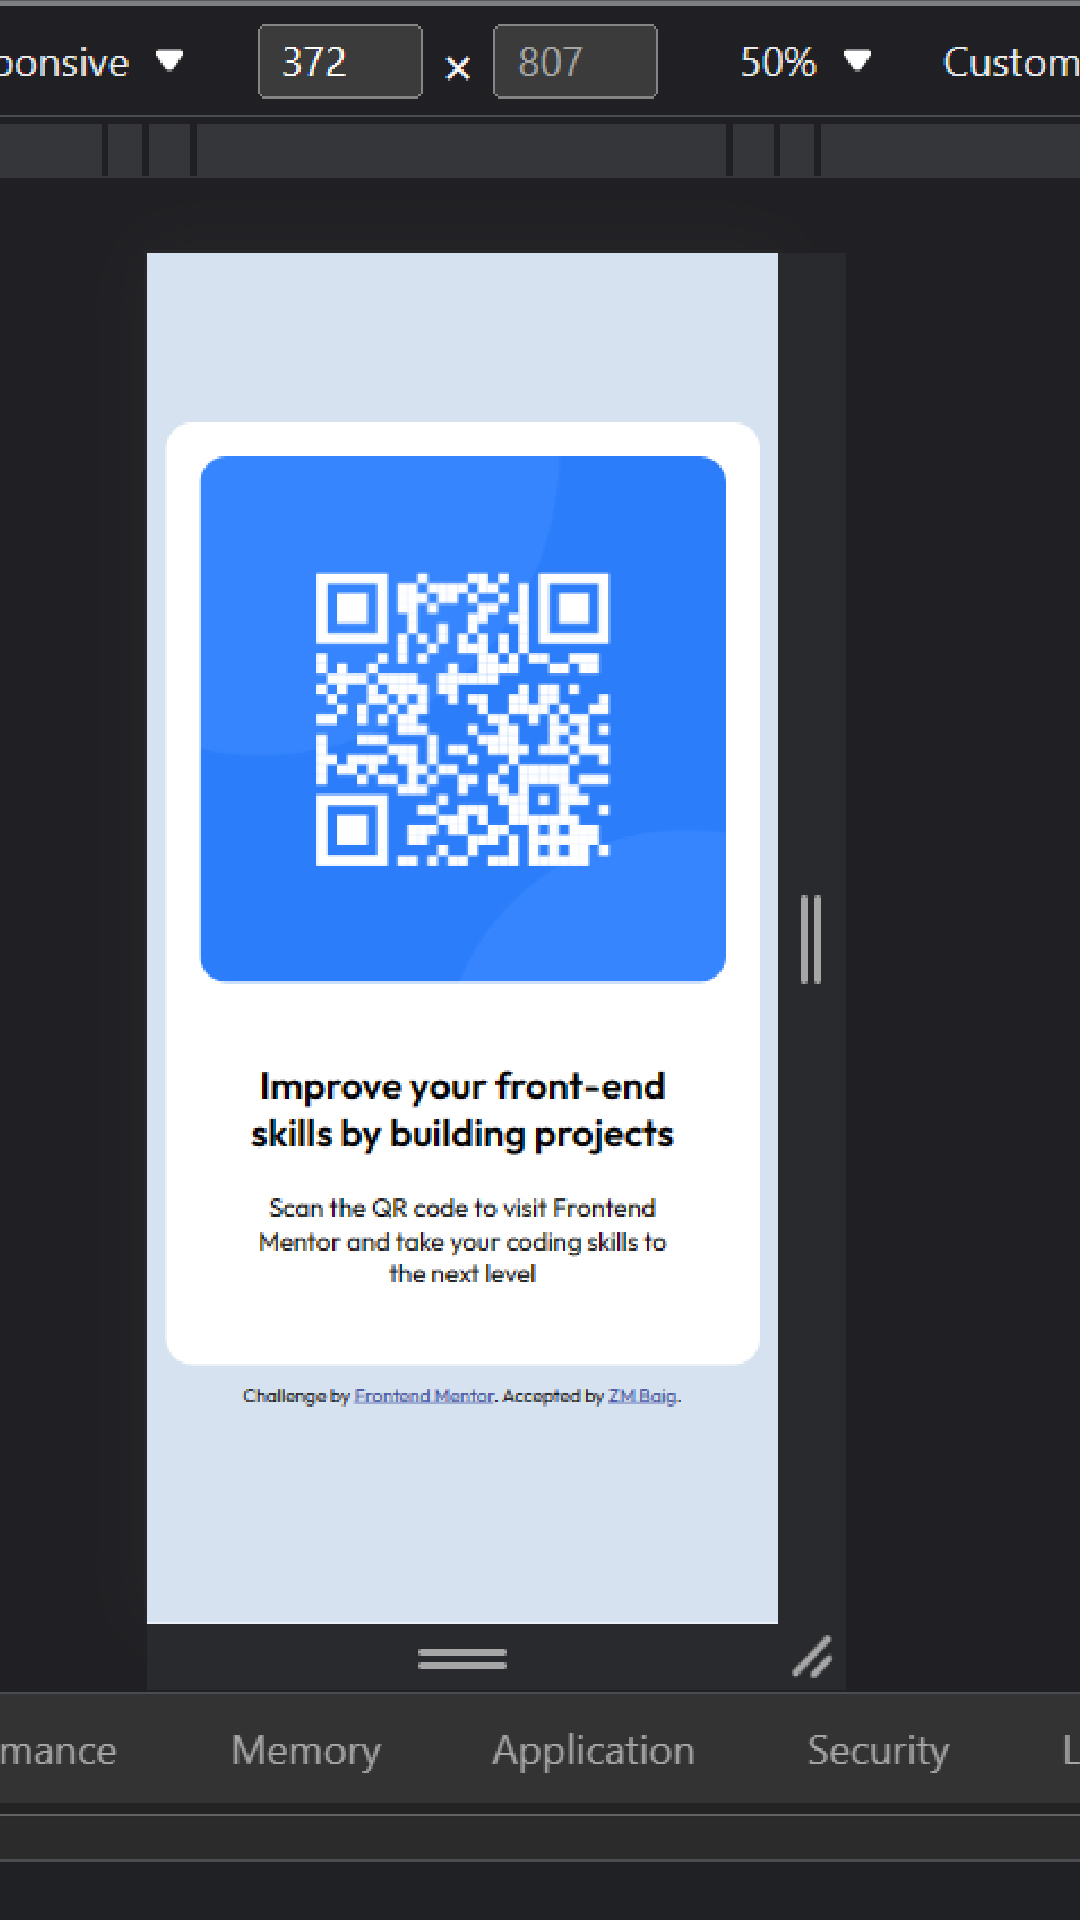 ponsive
372 × 807
50%
Custom
Improve your front-end
skills by building projects
Scan the QR code to visit Frontend
Mentor and take your coding skills to
the next level
Challenge by Frontend Mentor. Accepted by ZM Baig.
mance Memory Application Security L